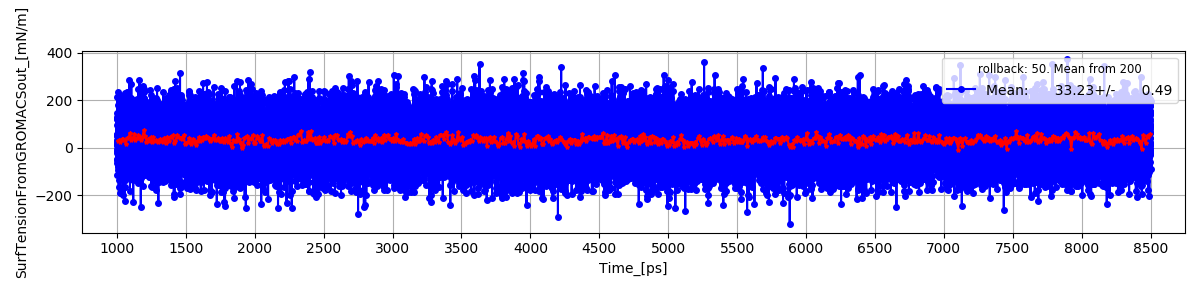 SurfTensionFromGROMACSout_[mN/m]
400
200
0
−200
rollback: 50. Mean from 200
Mean: 33.23+/- 0.49
1000 1500 2000 2500 3000 3500 4000 4500 5000 5500 6000 6500 7000 7500 8000 8500
Time_[ps]